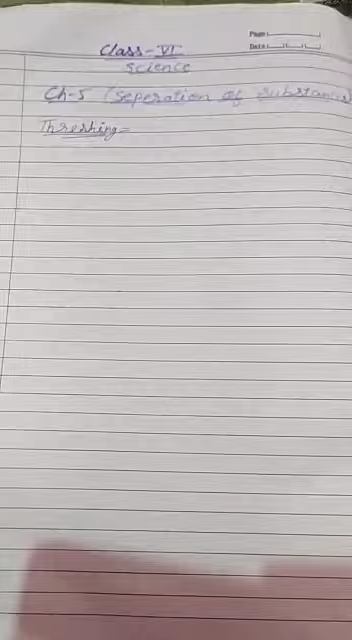 Page:
Date:
Class-VI
Science
Ch-5 (Seperation of substances)
Threshing=